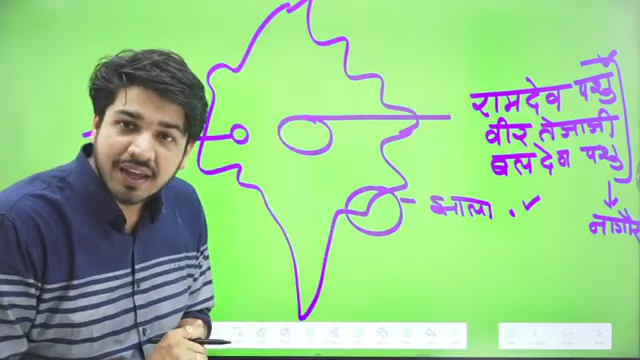 रामदेव पशु
वीर तेजाजी
बलदेव पशु
नागौर
झाला